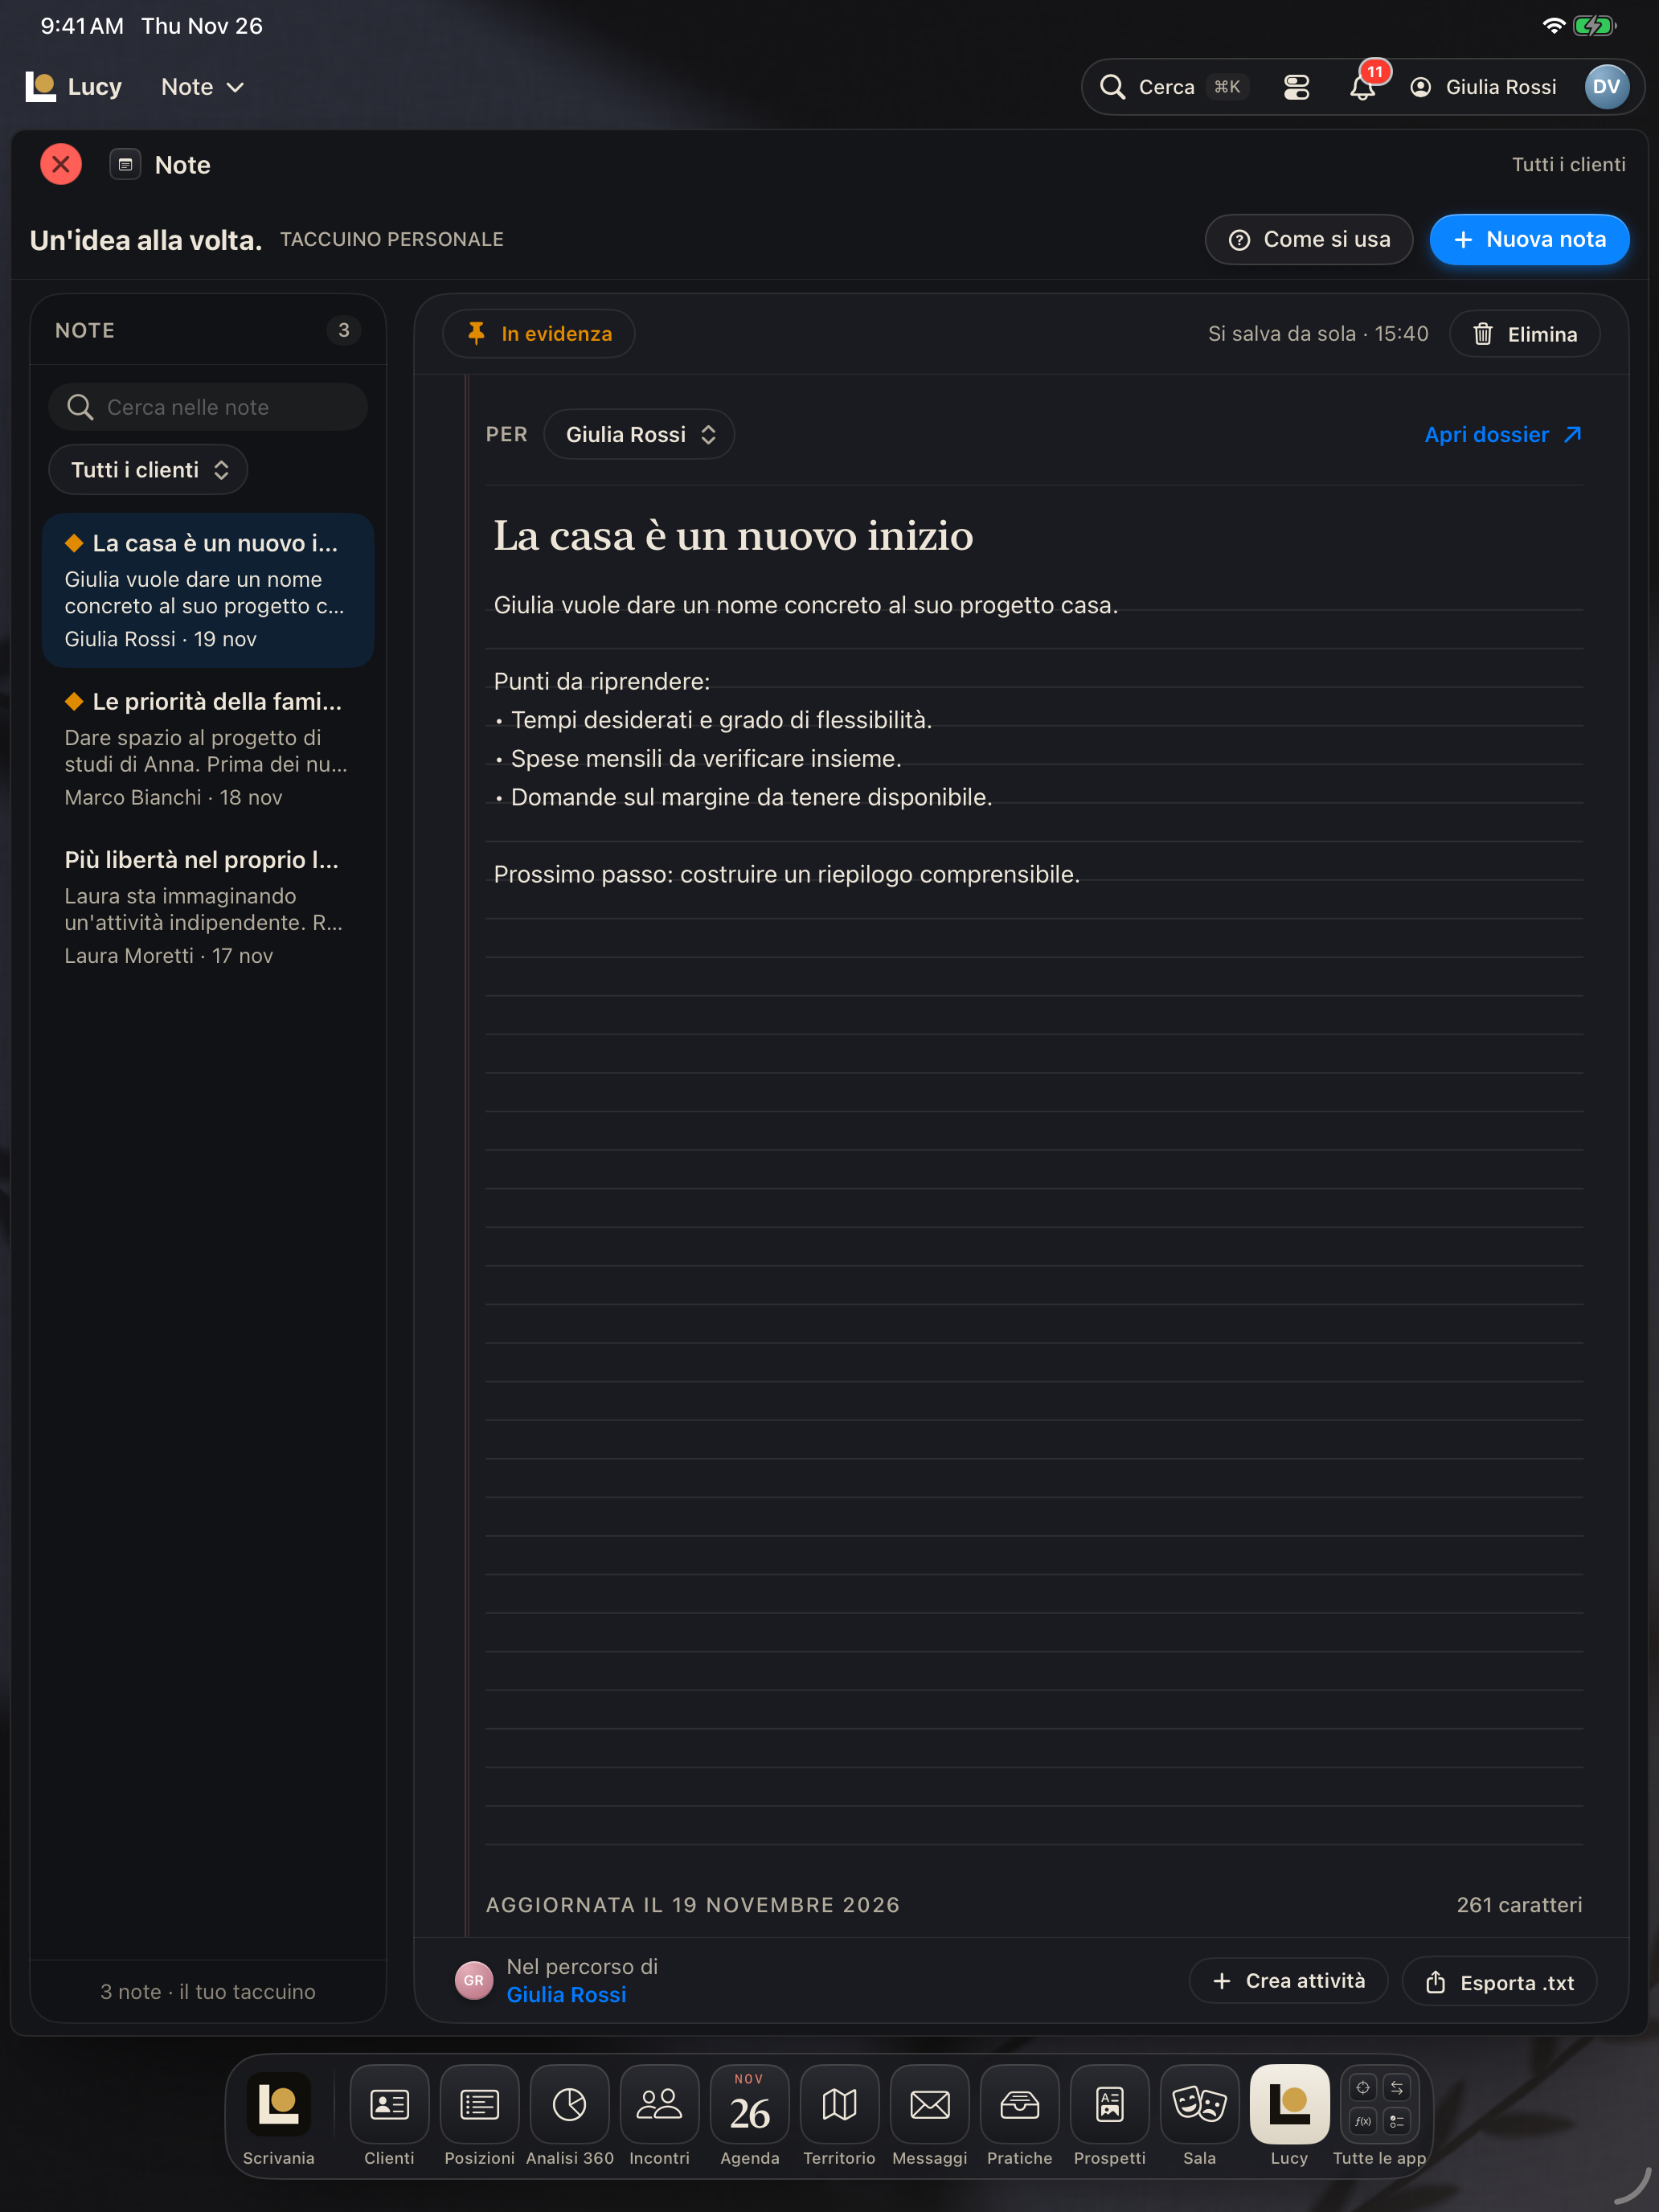 9:41 AM Thu Nov 26
Lucy Note Cerca ⌘K 11 Giulia Rossi DV
Note Tutti i clienti
Un'idea alla volta. TACCUINO PERSONALE Come si usa Nuova nota
NOTE 3
Cerca nelle note
Tutti i clienti
La casa è un nuovo i...
Giulia vuole dare un nome
concreto al suo progetto c...
Giulia Rossi · 19 nov
Le priorità della fami...
Dare spazio al progetto di
studi di Anna. Prima dei nu...
Marco Bianchi · 18 nov
Più libertà nel proprio l...
Laura sta immaginando
un'attività indipendente. R...
Laura Moretti · 17 nov
3 note · il tuo taccuino
In evidenza Si salva da sola · 15:40 Elimina
PER Giulia Rossi Apri dossier
La casa è un nuovo inizio
Giulia vuole dare un nome concreto al suo progetto casa.
Punti da riprendere:
• Tempi desiderati e grado di flessibilità.
• Spese mensili da verificare insieme.
• Domande sul margine da tenere disponibile.
Prossimo passo: costruire un riepilogo comprensibile.
AGGIORNATA IL 19 NOVEMBRE 2026 261 caratteri
GR Nel percorso di
Giulia Rossi
Crea attività Esporta .txt
NOV
26
f(x)
Scrivania Clienti Posizioni Analisi 360 Incontri Agenda Territorio Messaggi Pratiche Prospetti Sala Lucy Tutte le app